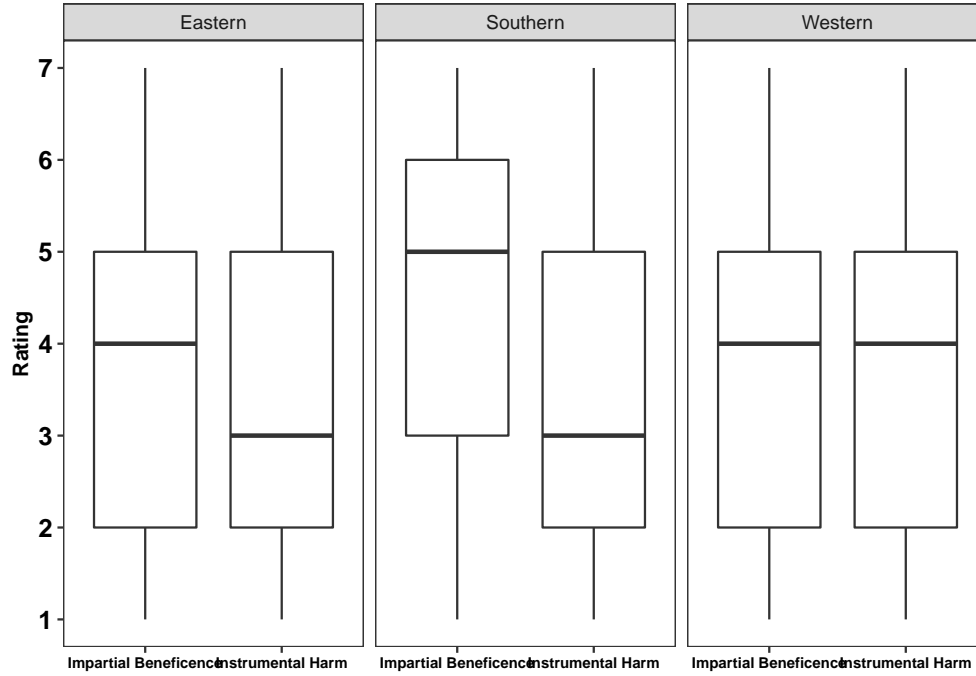 Eastern Southern Western
7
6
5
4
3
2
1
Rating
Impartial Beneficence Instrumental Harm Impartial Beneficence Instrumental Harm Impartial Beneficence Instrumental Harm